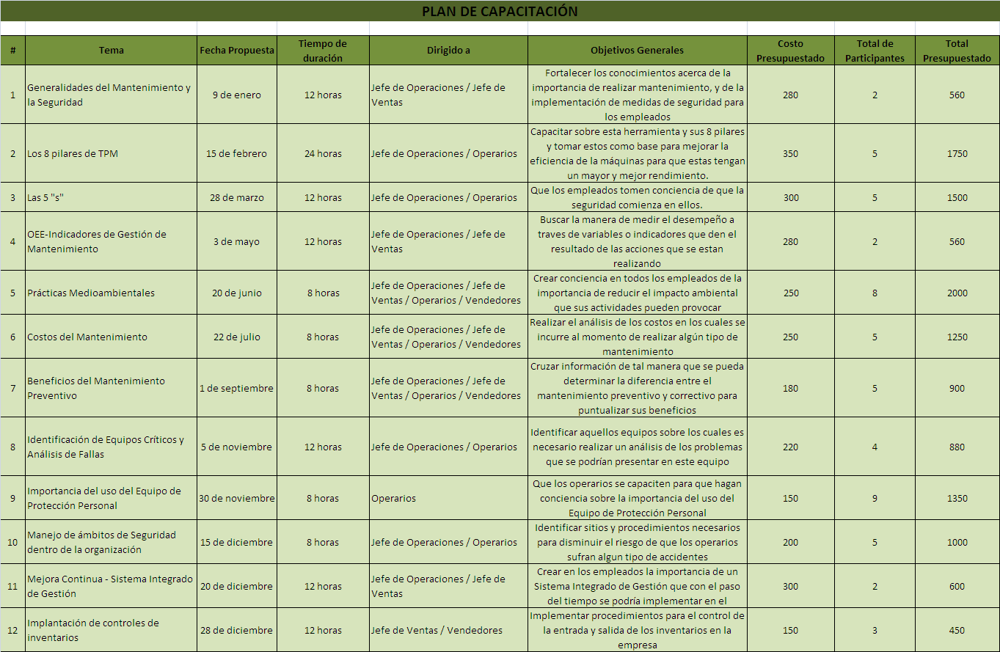 PLAN DE CAPACITACIÓN
# Tema Fecha Propuesta Tiempo de duración Dirigido a Objetivos Generales Costo Presupuestado Total de Participantes Total Presupuestado
1
Generalidades del Mantenimiento y
la Seguridad
9 de enero
12 horas
Jefe de Operaciones / Jefe de
Ventas
Fortalecer los conocimientos acerca de la
importancia de realizar mantenimiento, y de la
implementación de medidas de seguridad para
los empleados
280
2
560
2
Los 8 pilares de TPM
15 de febrero
24 horas
Jefe de Operaciones / Operarios
Capacitar sobre esta herramienta y sus 8 pilares
y tomar estos como base para mejorar la
eficiencia de la máquinas para que estas tengan
un mayor y mejor rendimiento.
350
5
1750
3
Las 5 "s"
28 de marzo
12 horas
Jefe de Operaciones / Operarios
Que los empleados tomen conciencia de que la
seguridad comienza en ellos.
300
5
1500
4
OEE-Indicadores de Gestión de
Mantenimiento
3 de mayo
12 horas
Jefe de Operaciones / Jefe de
Ventas
Buscar la manera de medir el desempeño a
traves de variables o indicadores que den el
resultado de las acciones que se estan
realizando
280
2
560
5
Prácticas Medioambientales
20 de junio
8 horas
Jefe de Operaciones / Jefe de
Ventas / Operarios / Vendedores
Crear conciencia en todos los empleados de la
importancia de reducir el impacto ambiental
que sus actividades pueden provocar
250
8
2000
6
Costos del Mantenimiento
22 de julio
8 horas
Jefe de Operaciones / Jefe de
Ventas / Operarios / Vendedores
Realizar el análisis de los costos en los cuales se
incurre al momento de realizar algún tipo de
mantenimiento
250
5
1250
7
Beneficios del Mantenimiento
Preventivo
1 de septiembre
8 horas
Jefe de Operaciones / Jefe de
Ventas / Operarios / Vendedores
Cruzar información de tal manera que se pueda
determinar la diferencia entre el
mantenimiento preventivo y correctivo para
puntualizar sus beneficios
180
5
900
8
Identificación de Equipos Críticos y
Análisis de Fallas
5 de noviembre
12 horas
Jefe de Operaciones / Operarios
Identificar aquellos equipos sobre los cuales es
necesario realizar un análisis de los problemas
que se podrían presentar en este equipo
220
4
880
9
Importancia del uso del Equipo de
Protección Personal
30 de noviembre
8 horas
Operarios
Que los operarios se capaciten para que hagan
conciencia sobre la importancia del uso del
Equipo de Protección Personal
150
9
1350
10
Manejo de ámbitos de Seguridad
dentro de la organización
15 de diciembre
8 horas
Jefe de Operaciones / Operarios
Identificar sitios y procedimientos necesarios
para disminuir el riesgo de que los operarios
sufran algun tipo de accidentes
200
5
1000
11
Mejora Continua - Sistema Integrado
de Gestión
20 de diciembre
12 horas
Jefe de Operaciones / Jefe de
Ventas
Crear en los empleados la importancia de un
Sistema Integrado de Gestión que con el paso
del tiempo se podría implementar en el
300
2
600
12
Implantación de controles de
inventarios
28 de diciembre
12 horas
Jefe de Ventas / Vendedores
Implementar procedimientos para el control de
la entrada y salida de los inventarios en la
empresa
150
3
450